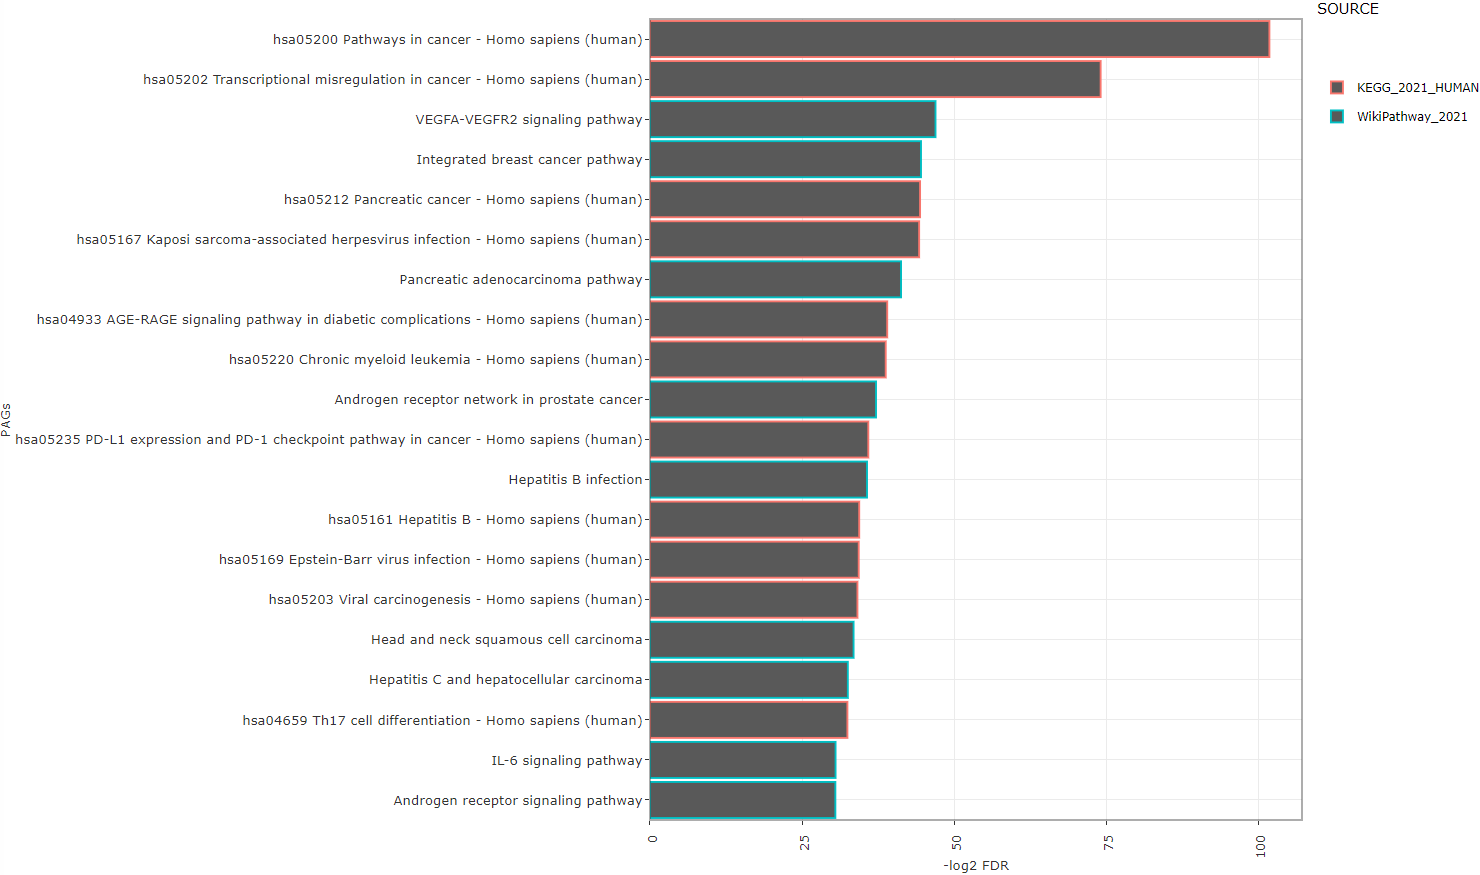 SOURCE
KEGG_2021_HUMAN
WikiPathway_2021
PAGs
hsa05200 Pathways in cancer - Homo sapiens (human)
hsa05202 Transcriptional misregulation in cancer - Homo sapiens (human)
VEGFA-VEGFR2 signaling pathway
Integrated breast cancer pathway
hsa05212 Pancreatic cancer - Homo sapiens (human)
hsa05167 Kaposi sarcoma-associated herpesvirus infection - Homo sapiens (human)
Pancreatic adenocarcinoma pathway
hsa04933 AGE-RAGE signaling pathway in diabetic complications - Homo sapiens (human)
hsa05220 Chronic myeloid leukemia - Homo sapiens (human)
Androgen receptor network in prostate cancer
hsa05235 PD-L1 expression and PD-1 checkpoint pathway in cancer - Homo sapiens (human)
Hepatitis B infection
hsa05161 Hepatitis B - Homo sapiens (human)
hsa05169 Epstein-Barr virus infection - Homo sapiens (human)
hsa05203 Viral carcinogenesis - Homo sapiens (human)
Head and neck squamous cell carcinoma
Hepatitis C and hepatocellular carcinoma
hsa04659 Th17 cell differentiation - Homo sapiens (human)
IL-6 signaling pathway
Androgen receptor signaling pathway
0 25 50 75 100
-log2 FDR